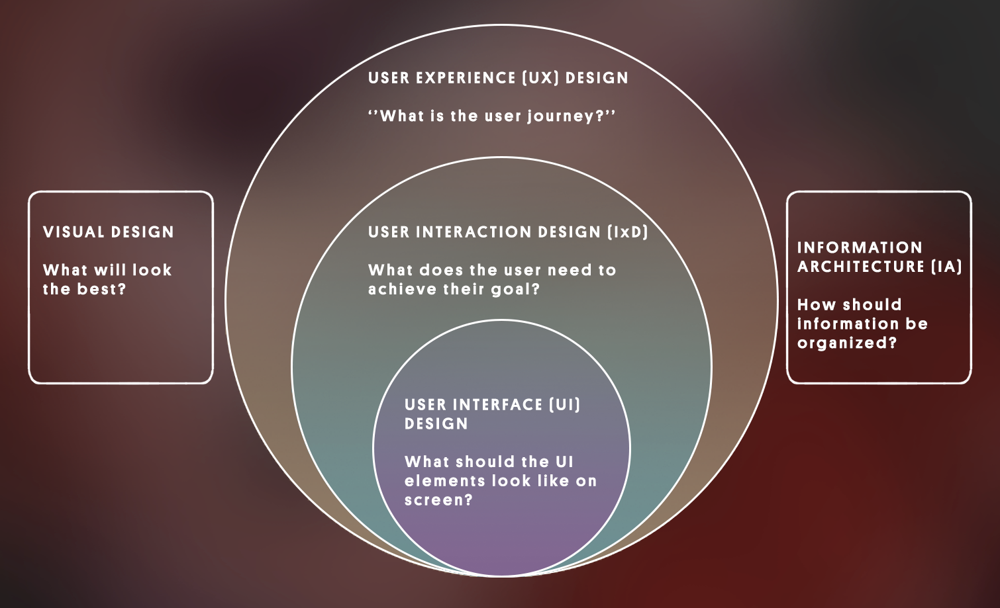 USER EXPERIENCE (UX) DESIGN
‘’What is the user journey?’’
VISUAL DESIGN
What will look
the best?
USER INTERACTION DESIGN (IxD)
What does the user need to
achieve their goal?
INFORMATION
ARCHITECTURE (IA)
How should
information be
organized?
USER INTERFACE (UI)
DESIGN
What should the UI
elements look like on
screen?